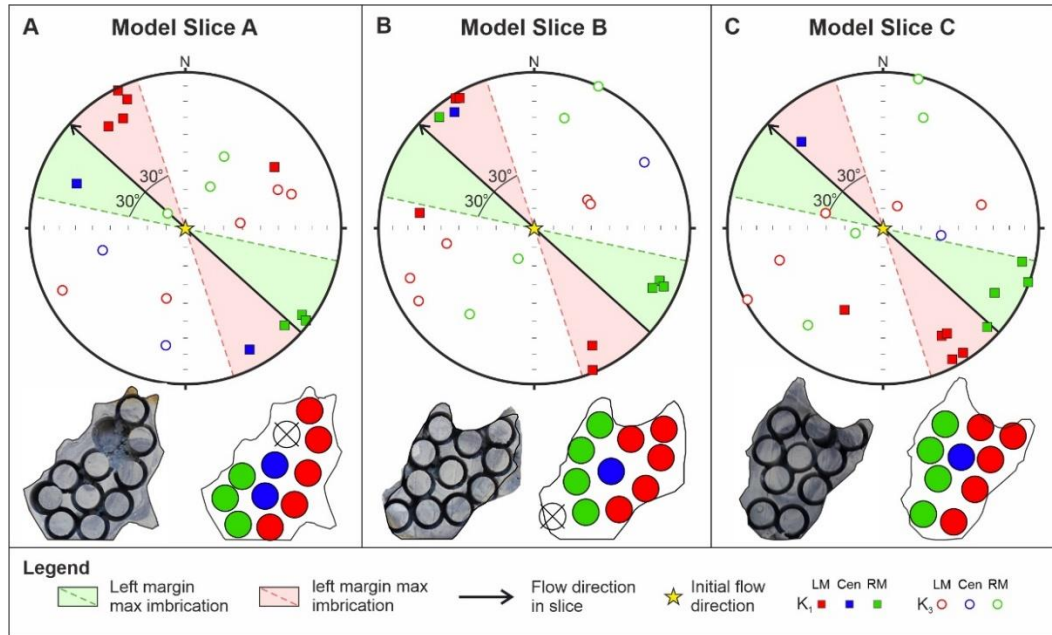 A Model Slice A
B Model Slice B
C Model Slice C
N
N
N
30°
30°
30°
30°
30°
30°
Legend
Left margin
max imbrication
left margin max
imbrication
Flow direction
in slice
Initial flow
direction
LM Cen RM
K₁
LM Cen RM
K₃